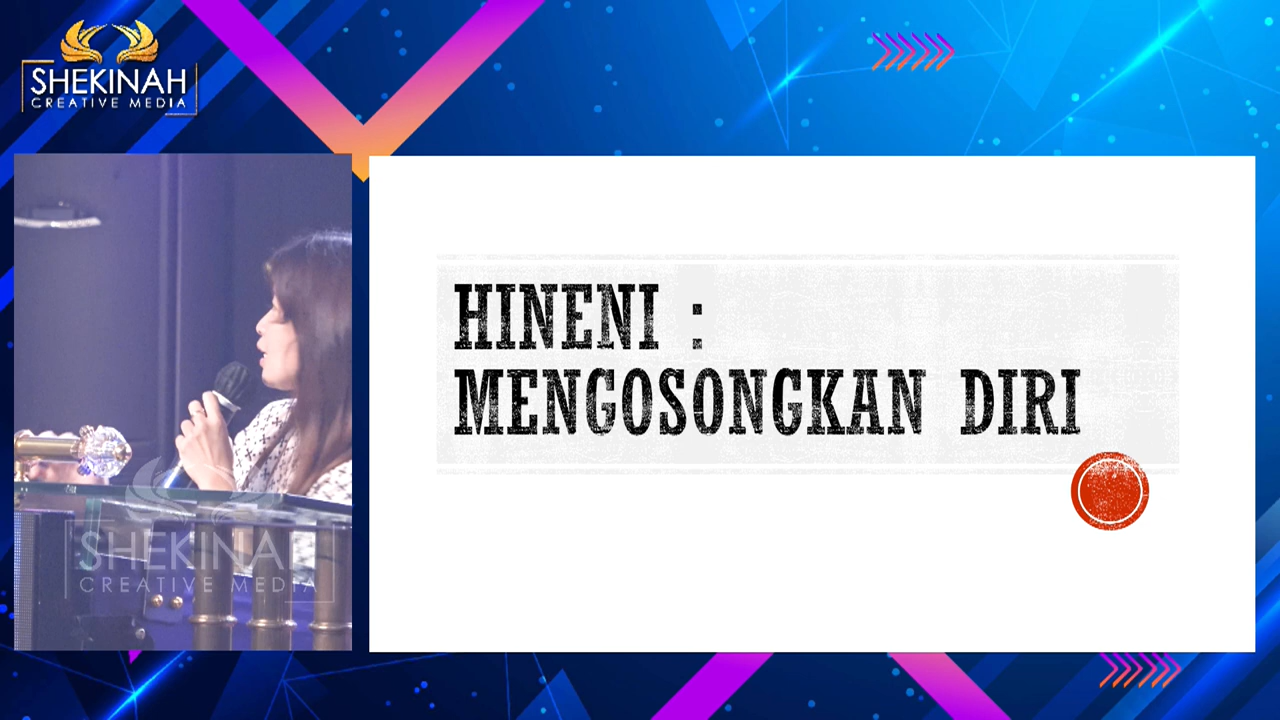 SHEKINAH
CREATIVE MEDIA
HINENI :
MENGOSONGKAN DIRI
SHEKINAH
CREATIVE MEDIA